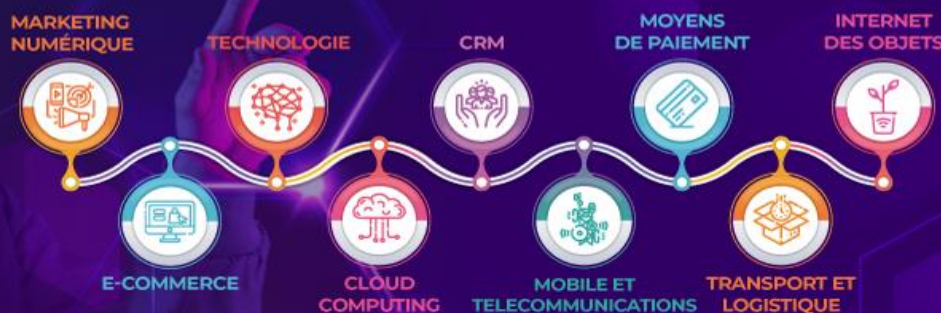 MARKETING
NUMÉRIQUE
TECHNOLOGIE
CRM
MOYENS
DE PAIEMENT
INTERNET
DES OBJETS
E-COMMERCE
CLOUD
COMPUTING
MOBILE ET
TELECOMMUNICATIONS
TRANSPORT ET
LOGISTIQUE